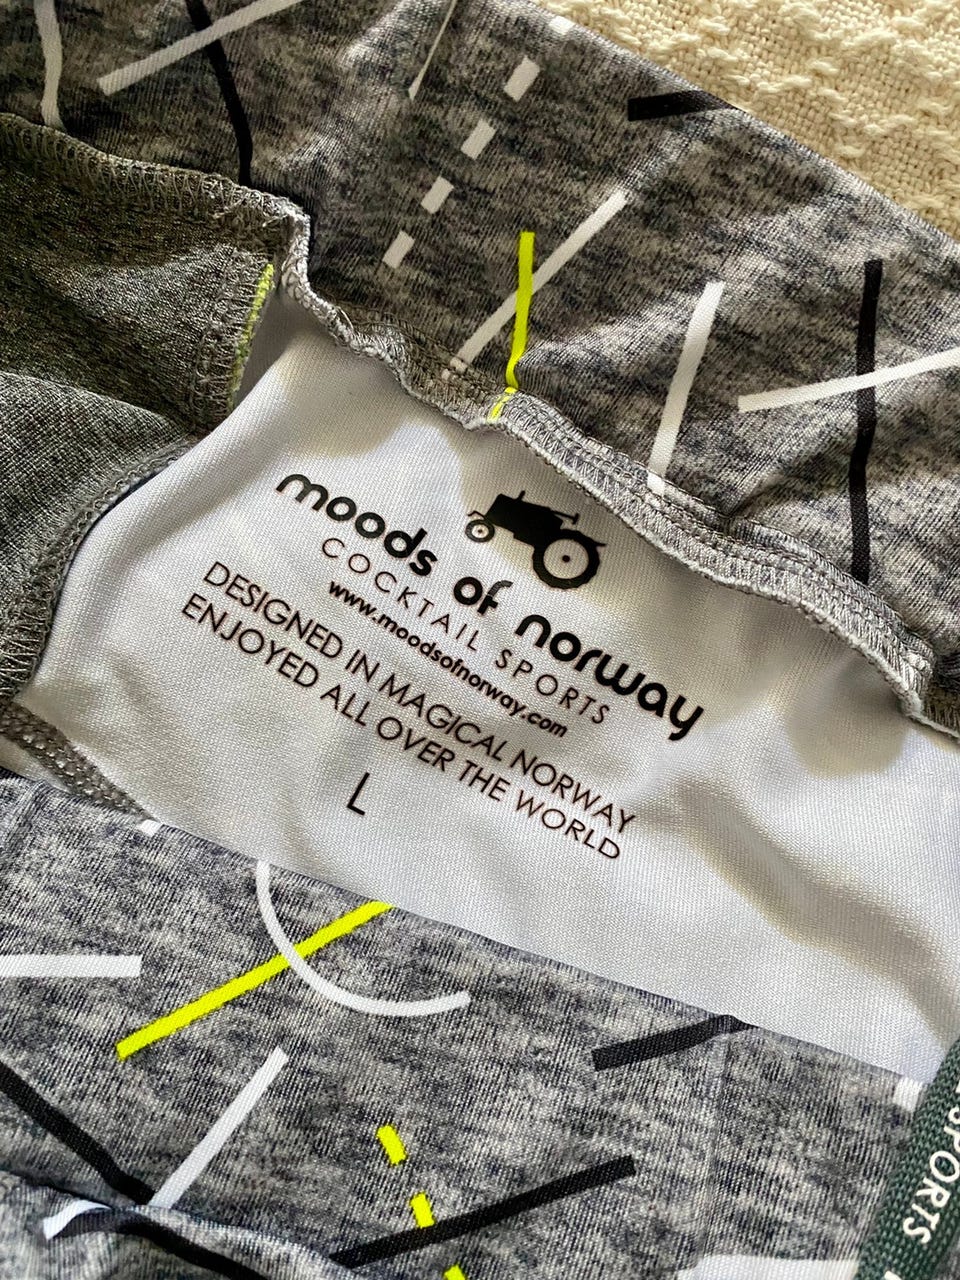 moods of norway
COCKTAIL SPORTS
www.moodsofnorway.com
DESIGNED IN MAGICAL NORWAY
ENJOYED ALL OVER THE WORLD
L
SPORTS